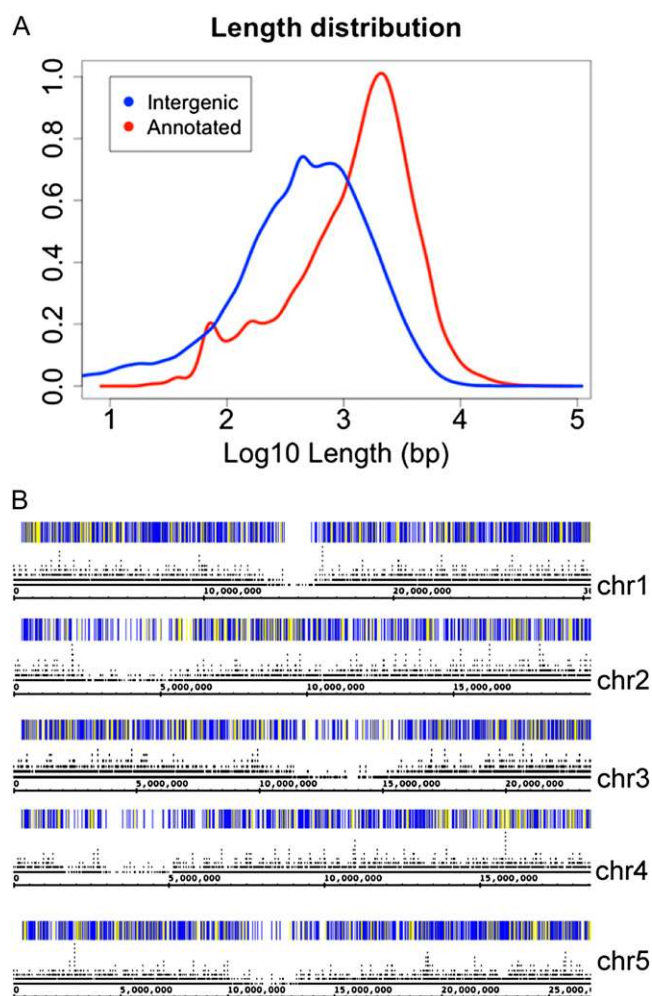 A
Length distribution
Intergenic
Annotated
1.0
0.8
0.6
0.4
0.2
0.0
1 2 3 4 5
Log10 Length (bp)
B
chr1
0 10,000,000 20,000,000 30
chr2
0 5,000,000 10,000,000 15,000,000
chr3
0 5,000,000 10,000,000 15,000,000 20,000,000
chr4
0 5,000,000 10,000,000 15,000,000
chr5
0 5,000,000 10,000,000 15,000,000 20,000,000 25,000,000